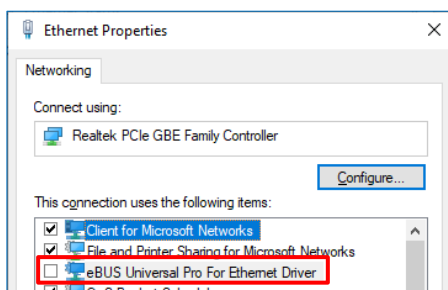 Ethernet Properties
Networking
Connect using:
Realtek PCIe GBE Family Controller
Configure...
This connection uses the following items:
Client for Microsoft Networks
File and Printer Sharing for Microsoft Networks
eBUS Universal Pro For Ethernet Driver